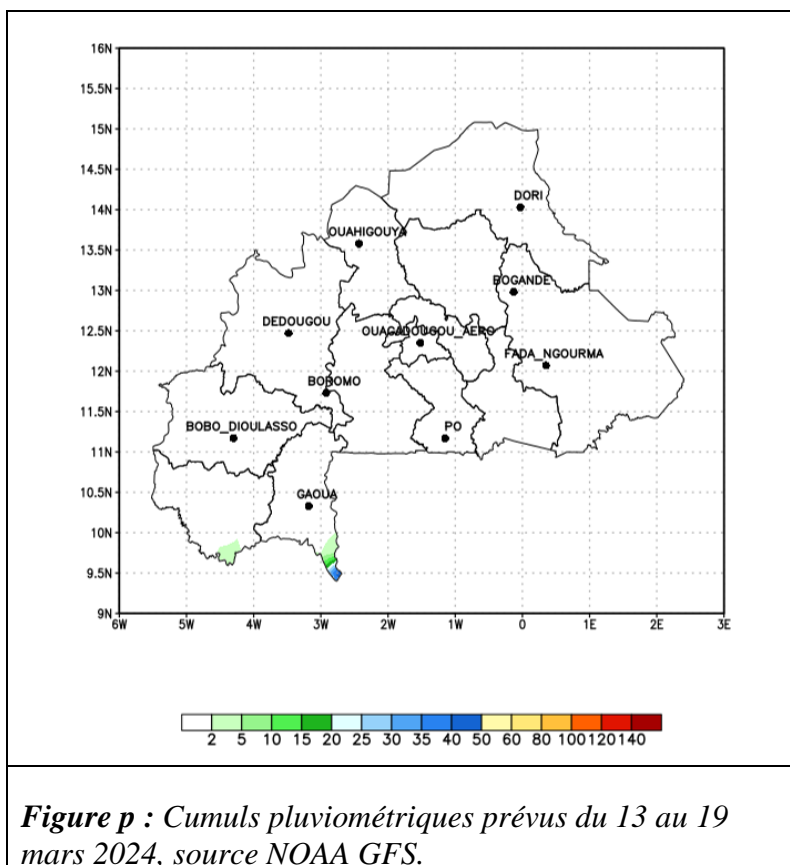 16N
15.5N
15N
14.5N
14N
13.5N
13N
12.5N
12N
11.5N
11N
10.5N
10N
9.5N
9N
DORI
OUAHIGOUYA
BOGANDE
DEDOUGOU
OUAGADOUGOU_AERO
FADA_NGOURMA
BOROMO
BOBO_DIOULASSO
PO
GAOUA
6W 5W 4W 3W 2W 1W 0 1E 2E 3E
2 5 10 15 20 25 30 35 40 50 60 80 100 120 140
Figure p : Cumuls pluviométriques prévus du 13 au 19
mars 2024, source NOAA GFS.